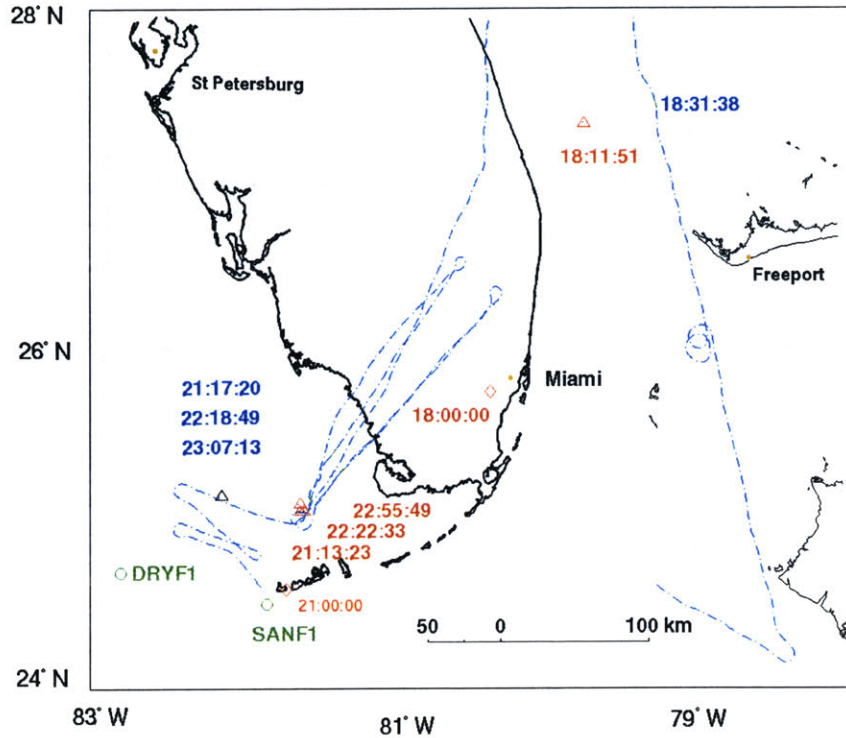 28° N
St Petersburg
18:31:38
18:11:51
Freeport
26° N
Miami
21:17:20
18:00:00
22:18:49
23:07:13
22:55:49
22:22:33
21:13:23
DRYF1
21:00:00
SANF1
50 0 100 km
24° N
83° W 81° W 79° W